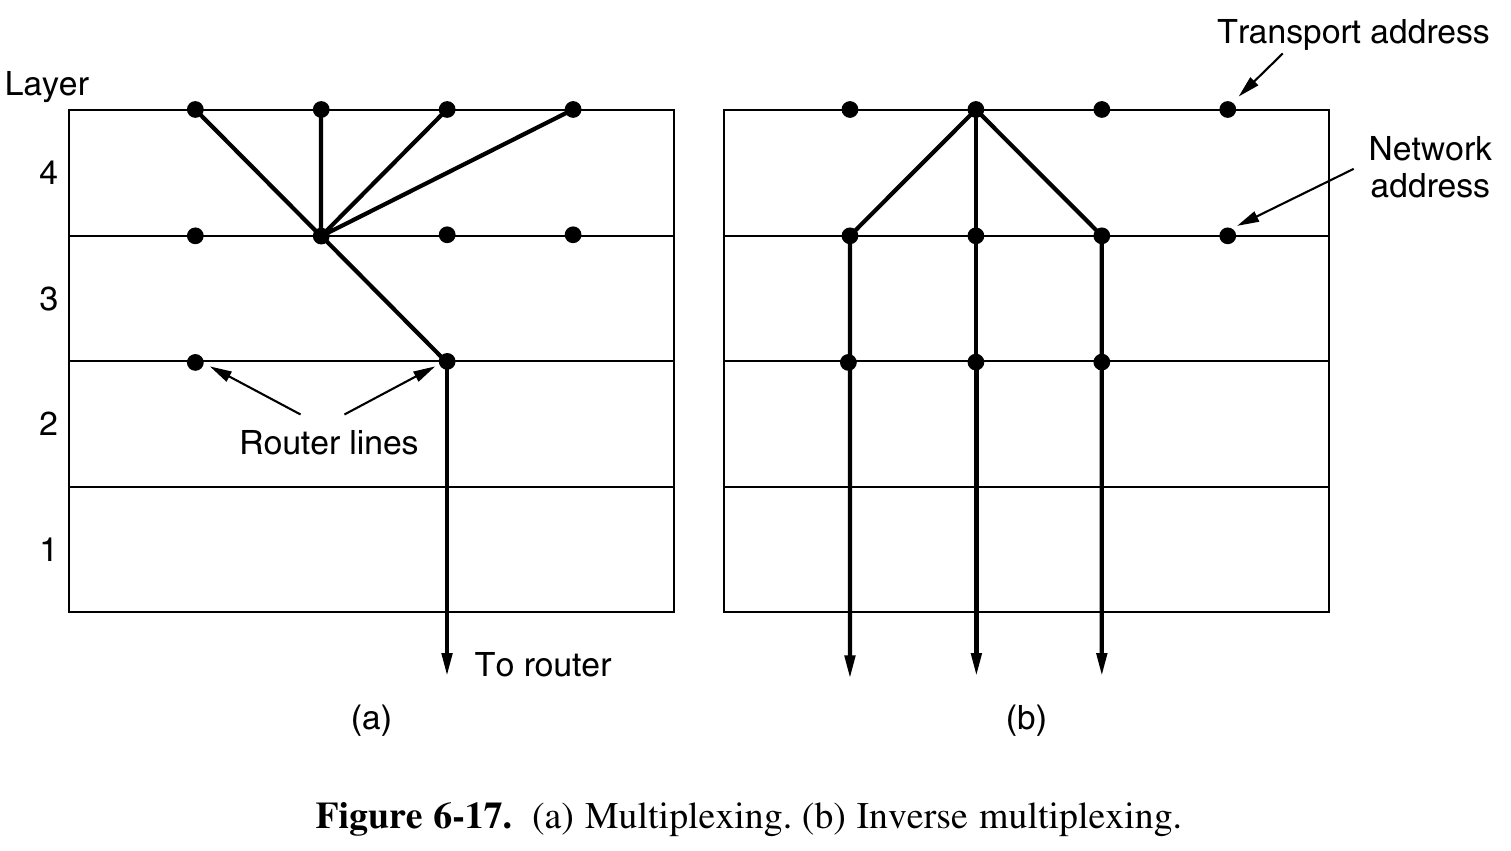 Transport address
Layer
Network
address
4
3
2
1
Router lines
To router
(a)
(b)
Figure 6-17. (a) Multiplexing. (b) Inverse multiplexing.